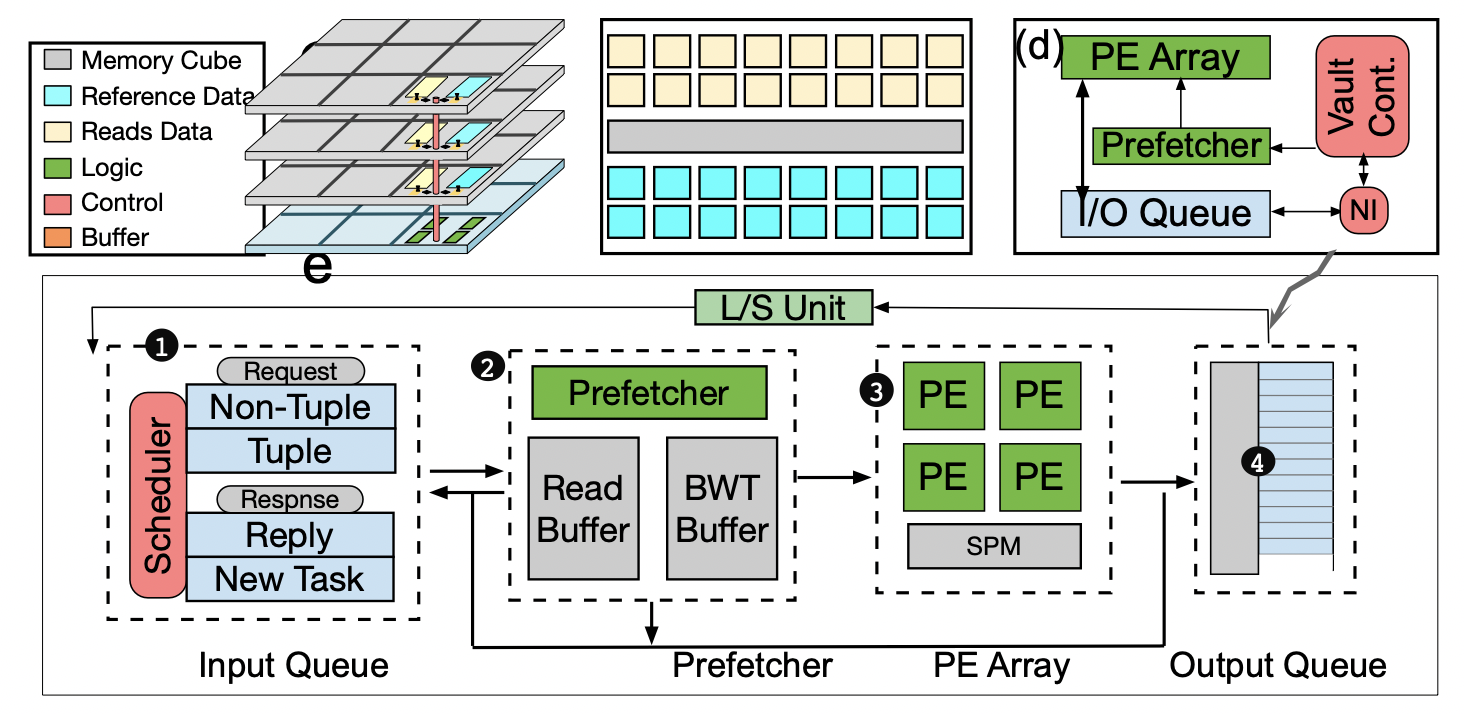 Memory Cube
Reference Data
Reads Data
Logic
Control
Buffer
e
(d)
PE Array
Prefetcher
I/O Queue
Vault
Cont.
NI
L/S Unit
1
Request
Non-Tuple
Tuple
Scheduler
Respnse
Reply
New Task
Input Queue
2
Prefetcher
Read
Buffer
BWT
Buffer
Prefetcher
3
PE
PE
PE
PE
SPM
PE Array
4
Output Queue